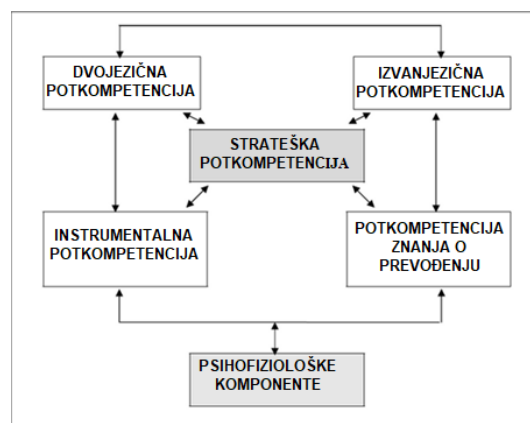 DVOJEZIČNA
POTKOMPETENCIJA
IZVANJEZIČNA
POTKOMPETENCIJA
STRATEŠKA
POTKOMPETENCIJA
INSTRUMENTALNA
POTKOMPETENCIJA
POTKOMPETENCIJA
ZNANJA O
PREVOĐENJU
PSIHOFIZIOLOŠKE
KOMPONENTE